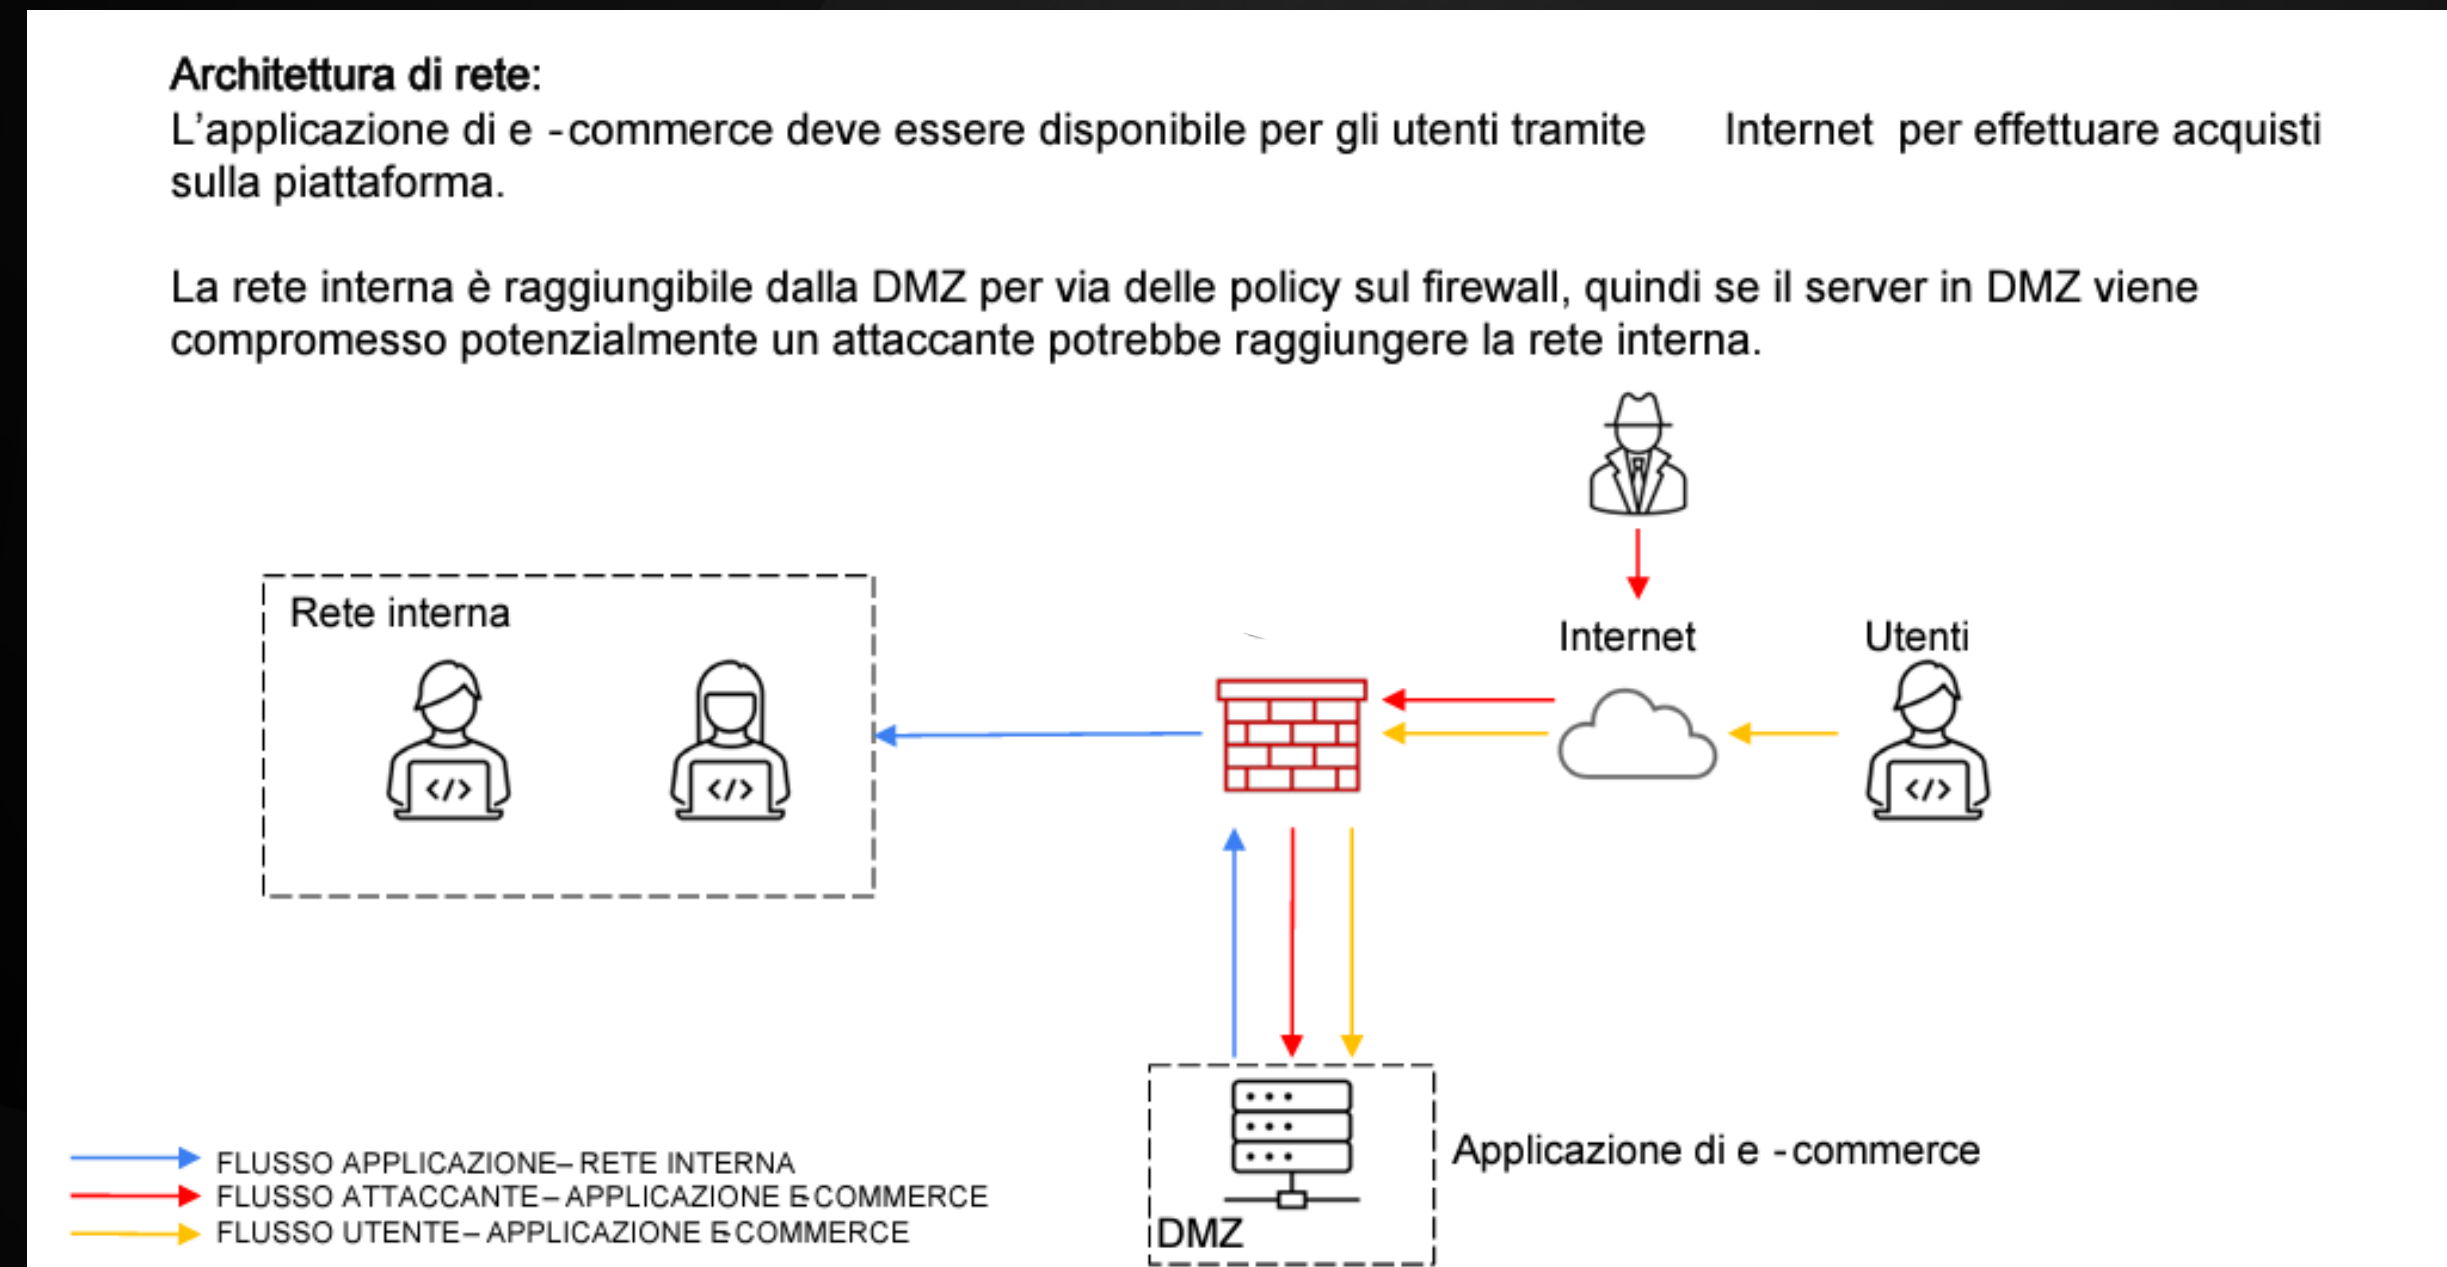 Architettura di rete:
L'applicazione di e -commerce deve essere disponibile per gli utenti tramite Internet per effettuare acquisti
sulla piattaforma.
La rete interna è raggiungibile dalla DMZ per via delle policy sul firewall, quindi se il server in DMZ viene
compromesso potenzialmente un attaccante potrebbe raggiungere la rete interna.
Rete interna
Internet
Utenti
</>
</>
</>
Applicazione di e -commerce
DMZ
FLUSSO APPLICAZIONE– RETE INTERNA
FLUSSO ATTACCANTE– APPLICAZIONE E-COMMERCE
FLUSSO UTENTE– APPLICAZIONE E-COMMERCE